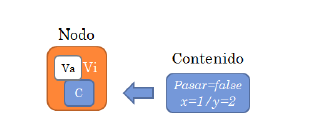 Nodo
Va Vi
C
Contenido
Pasar=false
x=1/y=2